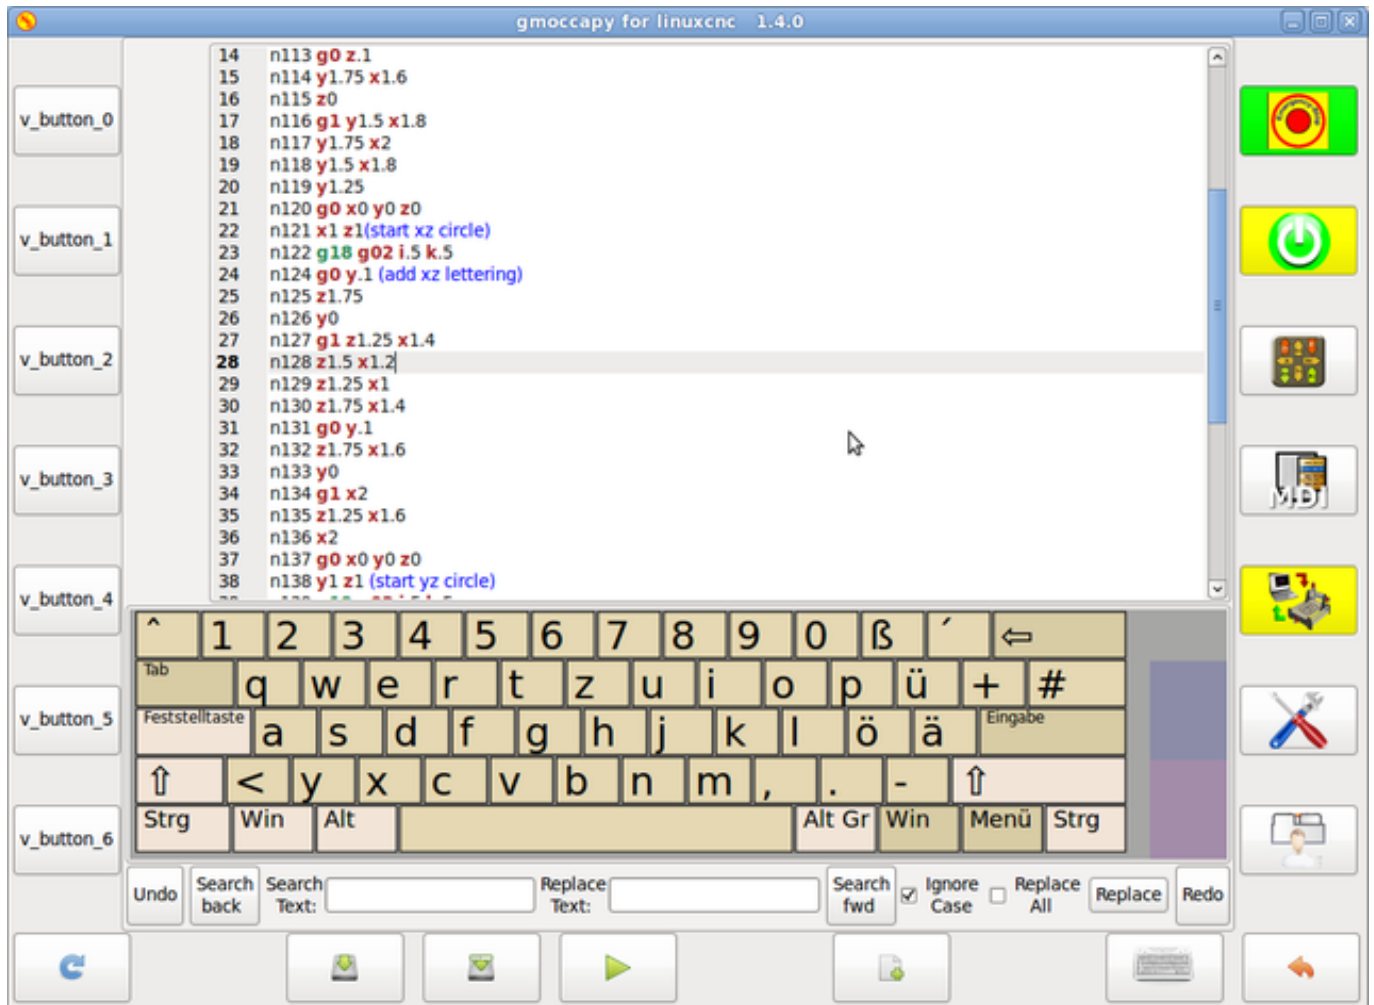 gmoccapy for linuxcnc 1.4.0
v_button_0
v_button_1
v_button_2
v_button_3
v_button_4
v_button_5
v_button_6
14 n113 g0 z.1
15 n114 y1.75 x1.6
16 n115 z0
17 n116 g1 y1.5 x1.8
18 n117 y1.75 x2
19 n118 y1.5 x1.8
20 n119 y1.25
21 n120 g0 x0 y0 z0
22 n121 x1 z1(start xz circle)
23 n122 g18 g02 i.5 k.5
24 n124 g0 y.1 (add xz lettering)
25 n125 z1.75
26 n126 y0
27 n127 g1 z1.25 x1.4
28 n128 z1.5 x1.2
29 n129 z1.25 x1
30 n130 z1.75 x1.4
31 n131 g0 y.1
32 n132 z1.75 x1.6
33 n133 y0
34 n134 g1 x2
35 n135 z1.25 x1.6
36 n136 x2
37 n137 g0 x0 y0 z0
38 n138 y1 z1 (start yz circle)
MDI
^ 1 2 3 4 5 6 7 8 9 0 ß ´ ⇦
Tab q w e r t z u i o p ü + #
Feststelltaste a s d f g h j k l ö ä Eingabe
⇧ < y x c v b n m , . - ⇧
Strg Win Alt Alt Gr Win Menü Strg
Undo
Search back
Search Text:
Replace Text:
Search fwd
Ignore Case
Replace All
Replace
Redo